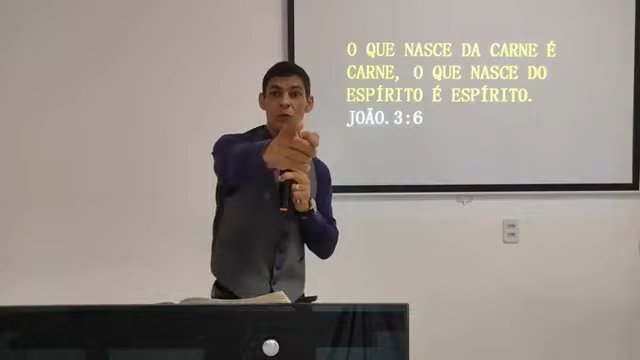 O QUE NASCE DA CARNE É
CARNE, O QUE NASCE DO
ESPÍRITO É ESPÍRITO.
JOÃO.3:6